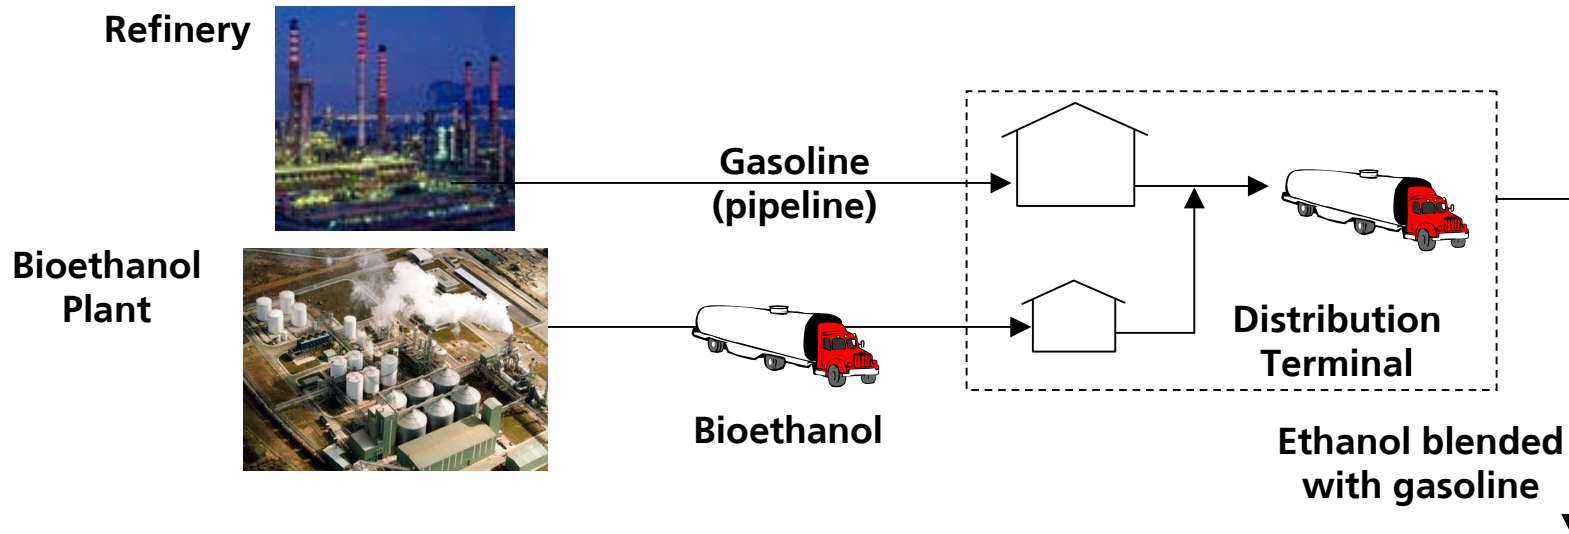 Refinery
Gasoline
(pipeline)
Bioethanol
Plant
Distribution
Terminal
Bioethanol
Ethanol blended
with gasoline